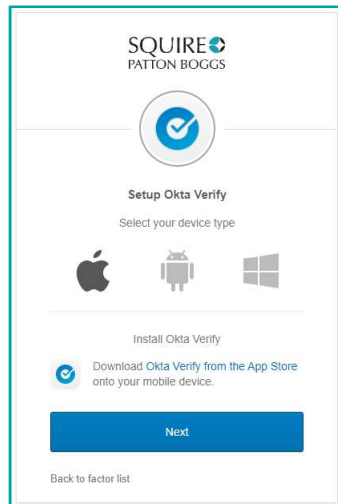 SQUIRE
PATTON BOGGS
Setup Okta Verify
Select your device type
Install Okta Verify
Download Okta Verify from the App Store
onto your mobile device.
Next
Back to factor list